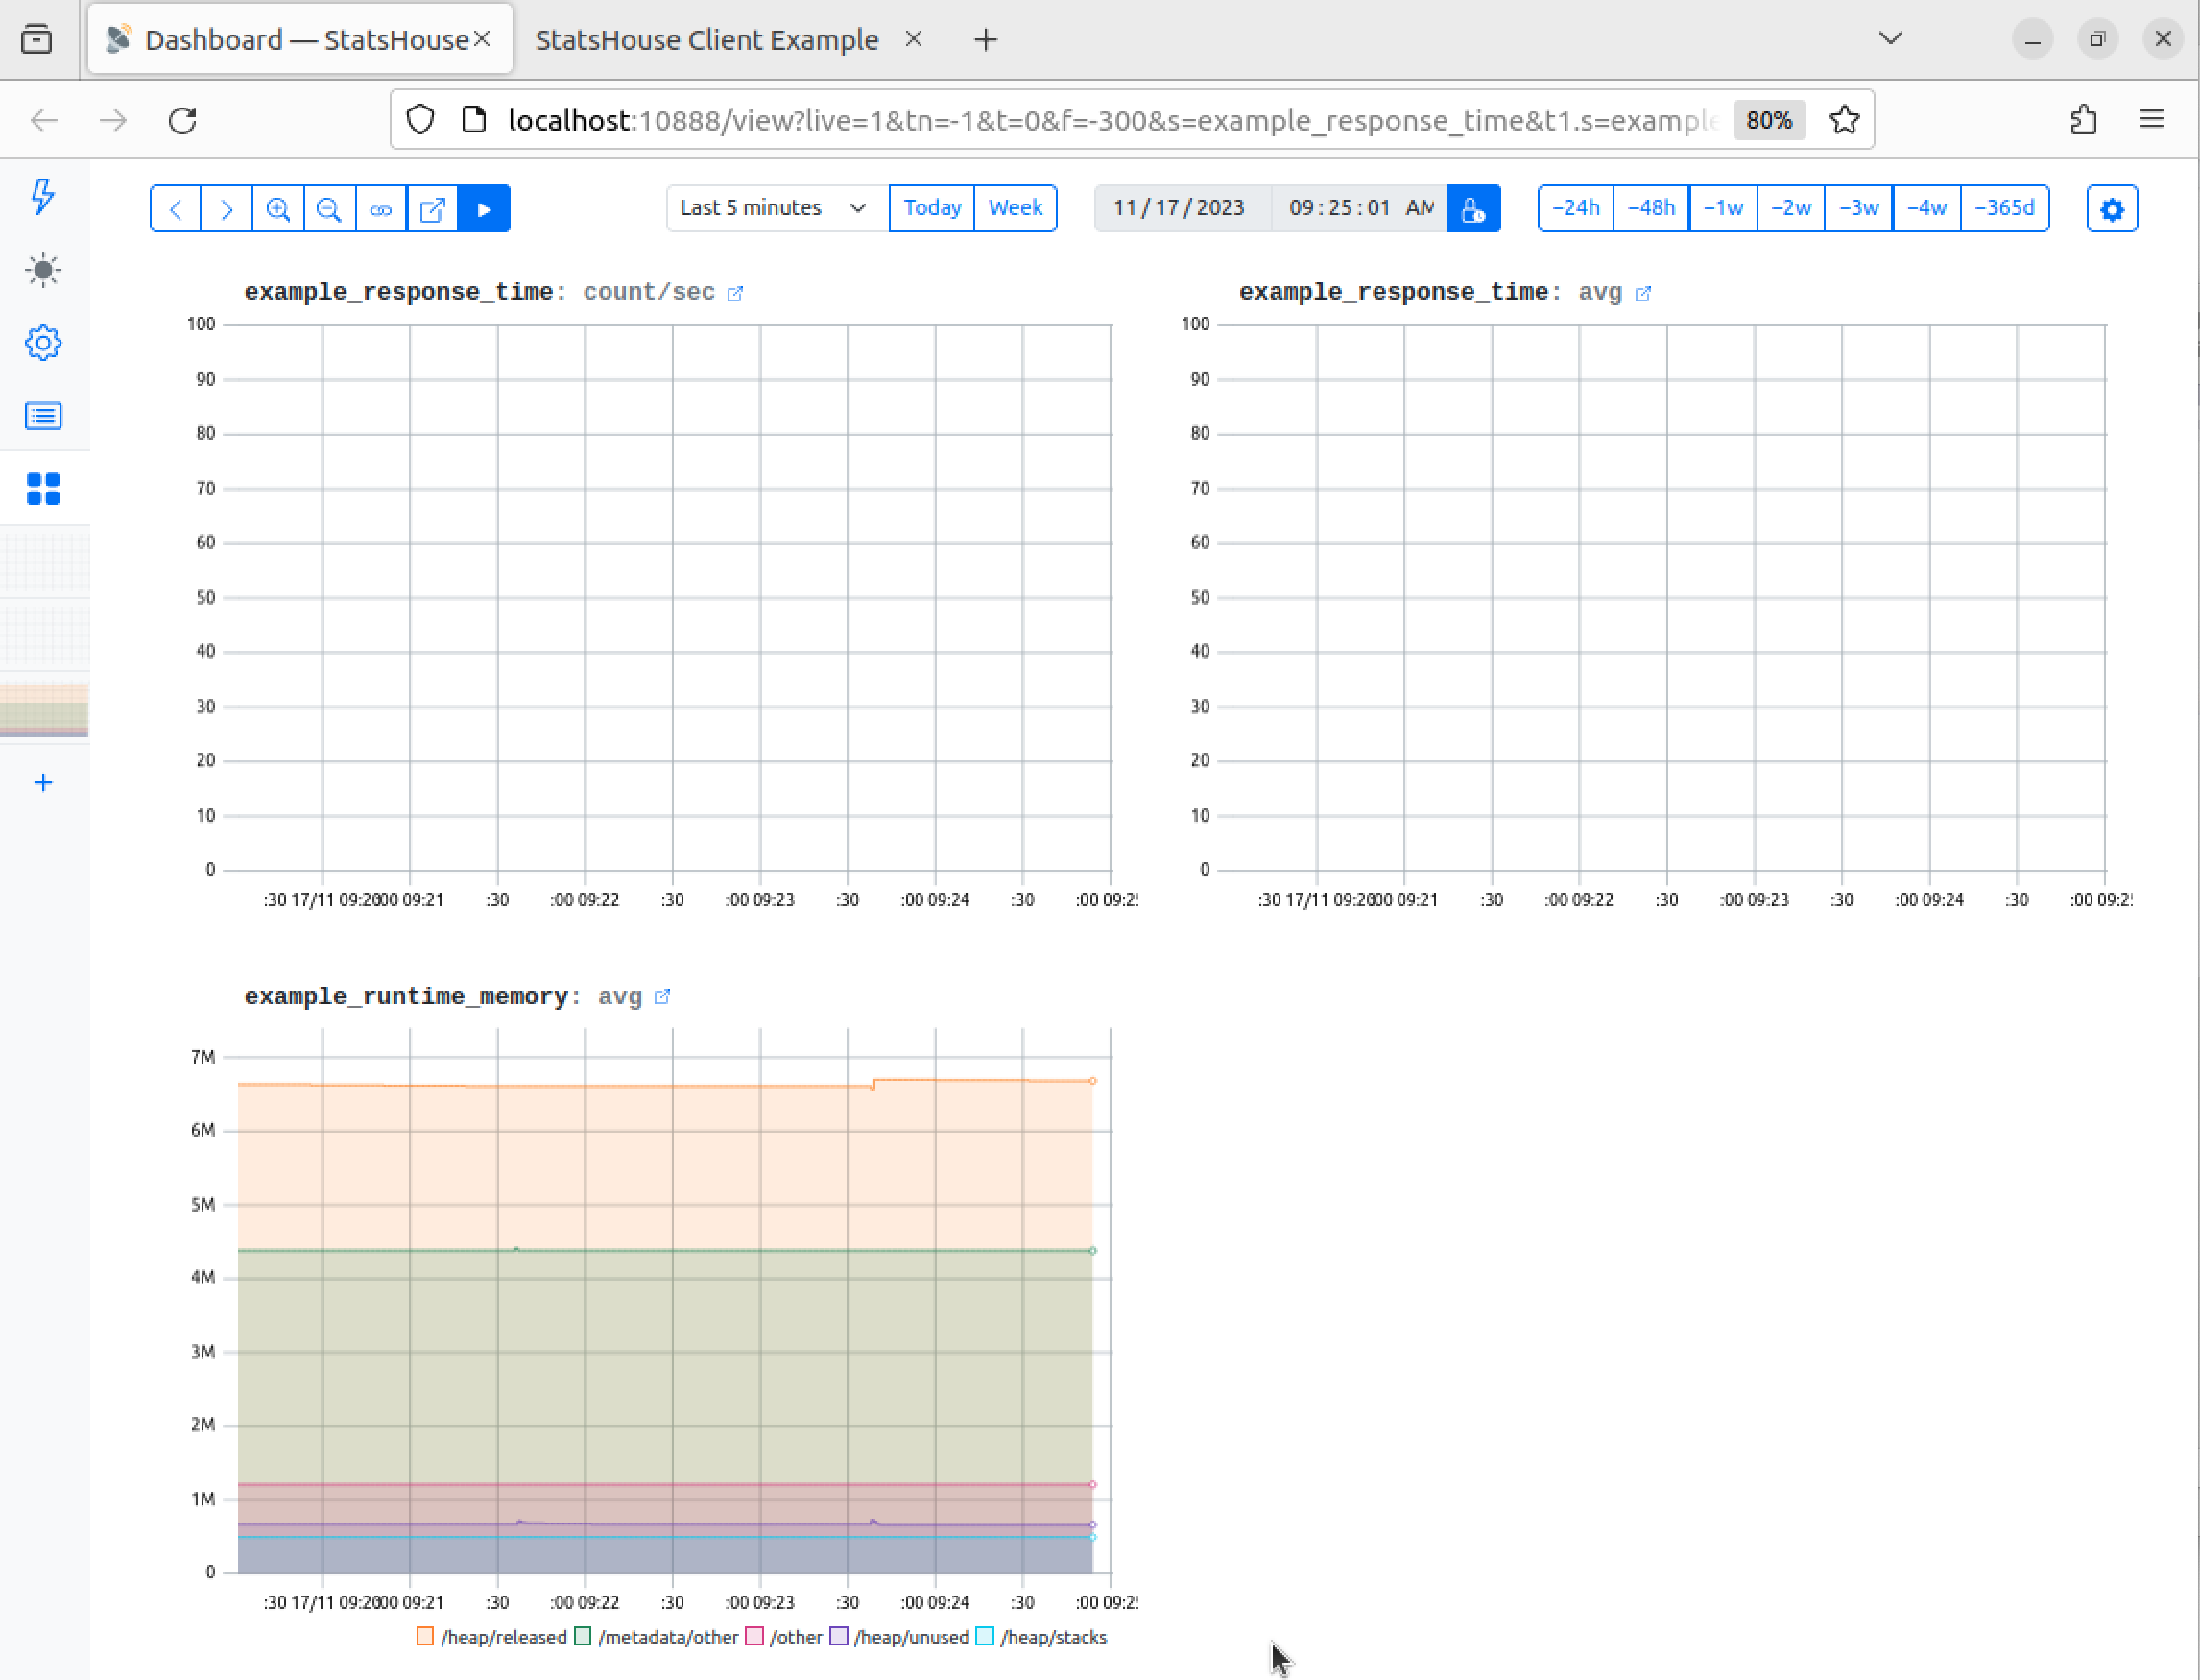 Dashboard — StatsHouse
StatsHouse Client Example
localhost:10888/view?live=1&tn=-1&t=0&f=-300&s=example_response_time&t1.s=example
80%
Last 5 minutes
Today
Week
11 / 17 / 2023
09 : 25 : 01 AM
−24h
−48h
−1w
−2w
−3w
−4w
−365d
example_response_time: count/sec
100
90
80
70
60
50
40
30
20
10
0
:30 17/11 09:20
:00 09:21
:30
:00 09:22
:30
:00 09:23
:30
:00 09:24
:30
:00 09:25
example_response_time: avg
100
90
80
70
60
50
40
30
20
10
0
:30 17/11 09:20
:00 09:21
:30
:00 09:22
:30
:00 09:23
:30
:00 09:24
:30
:00 09:25
example_runtime_memory: avg
7M
6M
5M
4M
3M
2M
1M
0
:30 17/11 09:20
:00 09:21
:30
:00 09:22
:30
:00 09:23
:30
:00 09:24
:30
:00 09:25
/heap/released /metadata/other /other /heap/unused /heap/stacks